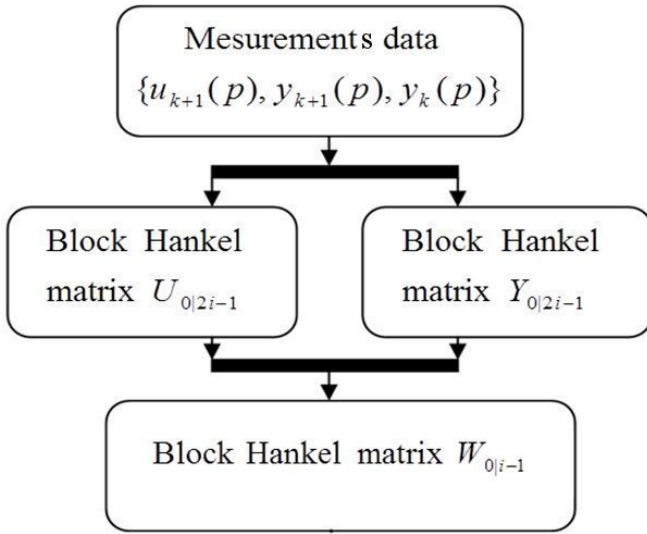 Mesurements data
{u_{k+1}(p), y_{k+1}(p), y_k(p)}
Block Hankel
matrix U_{0|2i-1}
Block Hankel
matrix Y_{0|2i-1}
Block Hankel matrix W_{0|i-1}